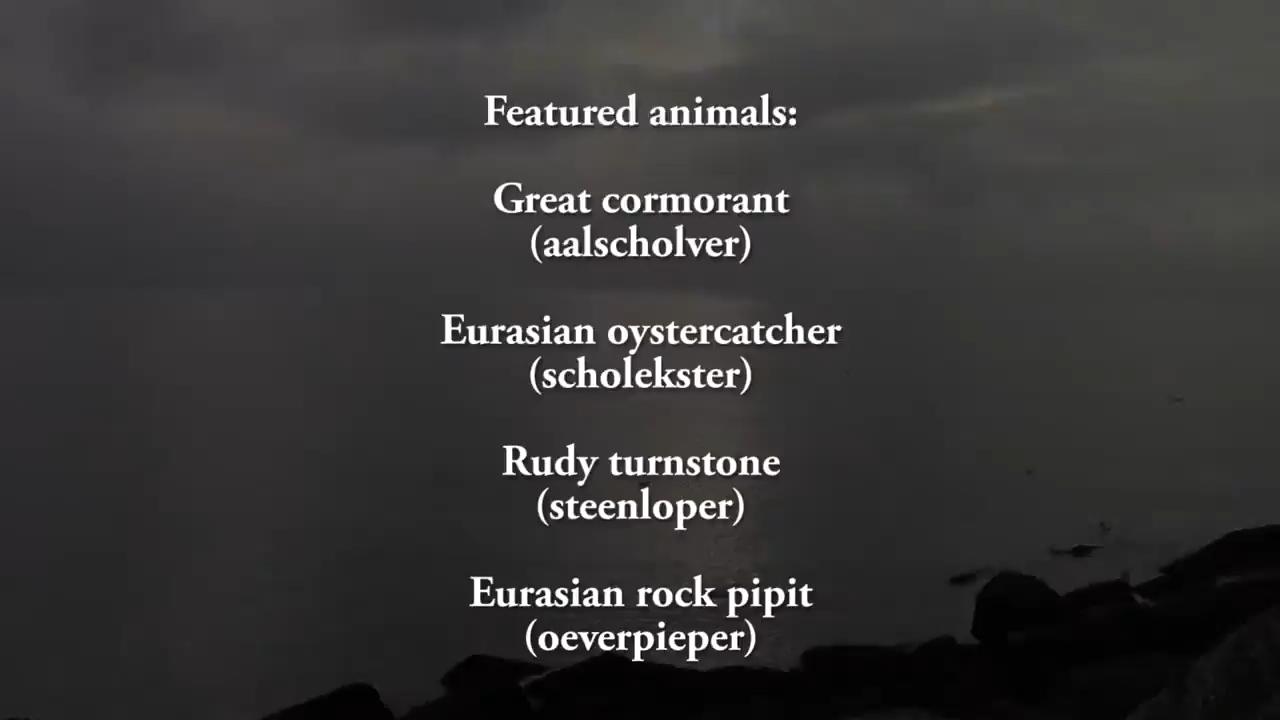 Featured animals:
Great cormorant
(aalscholver)
Eurasian oystercatcher
(scholekster)
Rudy turnstone
(steenloper)
Eurasian rock pipit
(oeverpieper)